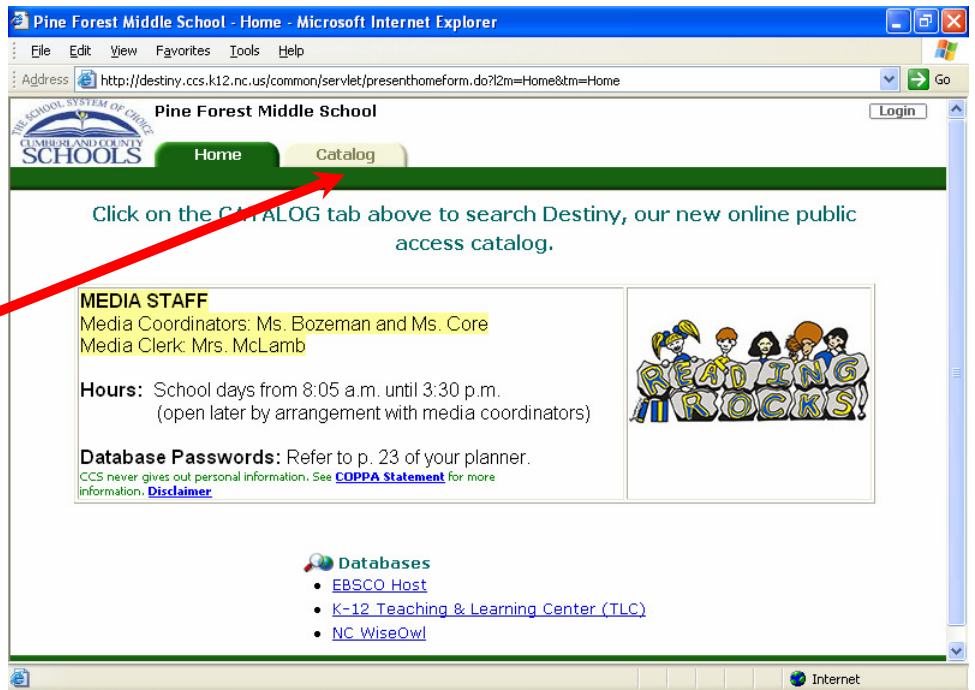 Pine Forest Middle School - Home - Microsoft Internet Explorer
File Edit View Favorites Tools Help
Address http://destiny.ccs.k12.nc.us/common/servlet/presenthomeform.do?l2m=Home&tm=Home Go
THE SCHOOL SYSTEM OF CHOICE
CUMBERLAND COUNTY
SCHOOLS
Pine Forest Middle School
Login
Home Catalog
Click on the CATALOG tab above to search Destiny, our new online public
access catalog.
MEDIA STAFF
Media Coordinators: Ms. Bozeman and Ms. Core
Media Clerk: Mrs. McLamb
Hours: School days from 8:05 a.m. until 3:30 p.m.
(open later by arrangement with media coordinators)
Database Passwords: Refer to p. 23 of your planner.
CCS never gives out personal information. See COPPA Statement for more
information. Disclaimer
READING
ROCKS!
Databases
EBSCO Host
K-12 Teaching & Learning Center (TLC)
NC WiseOwl
Internet